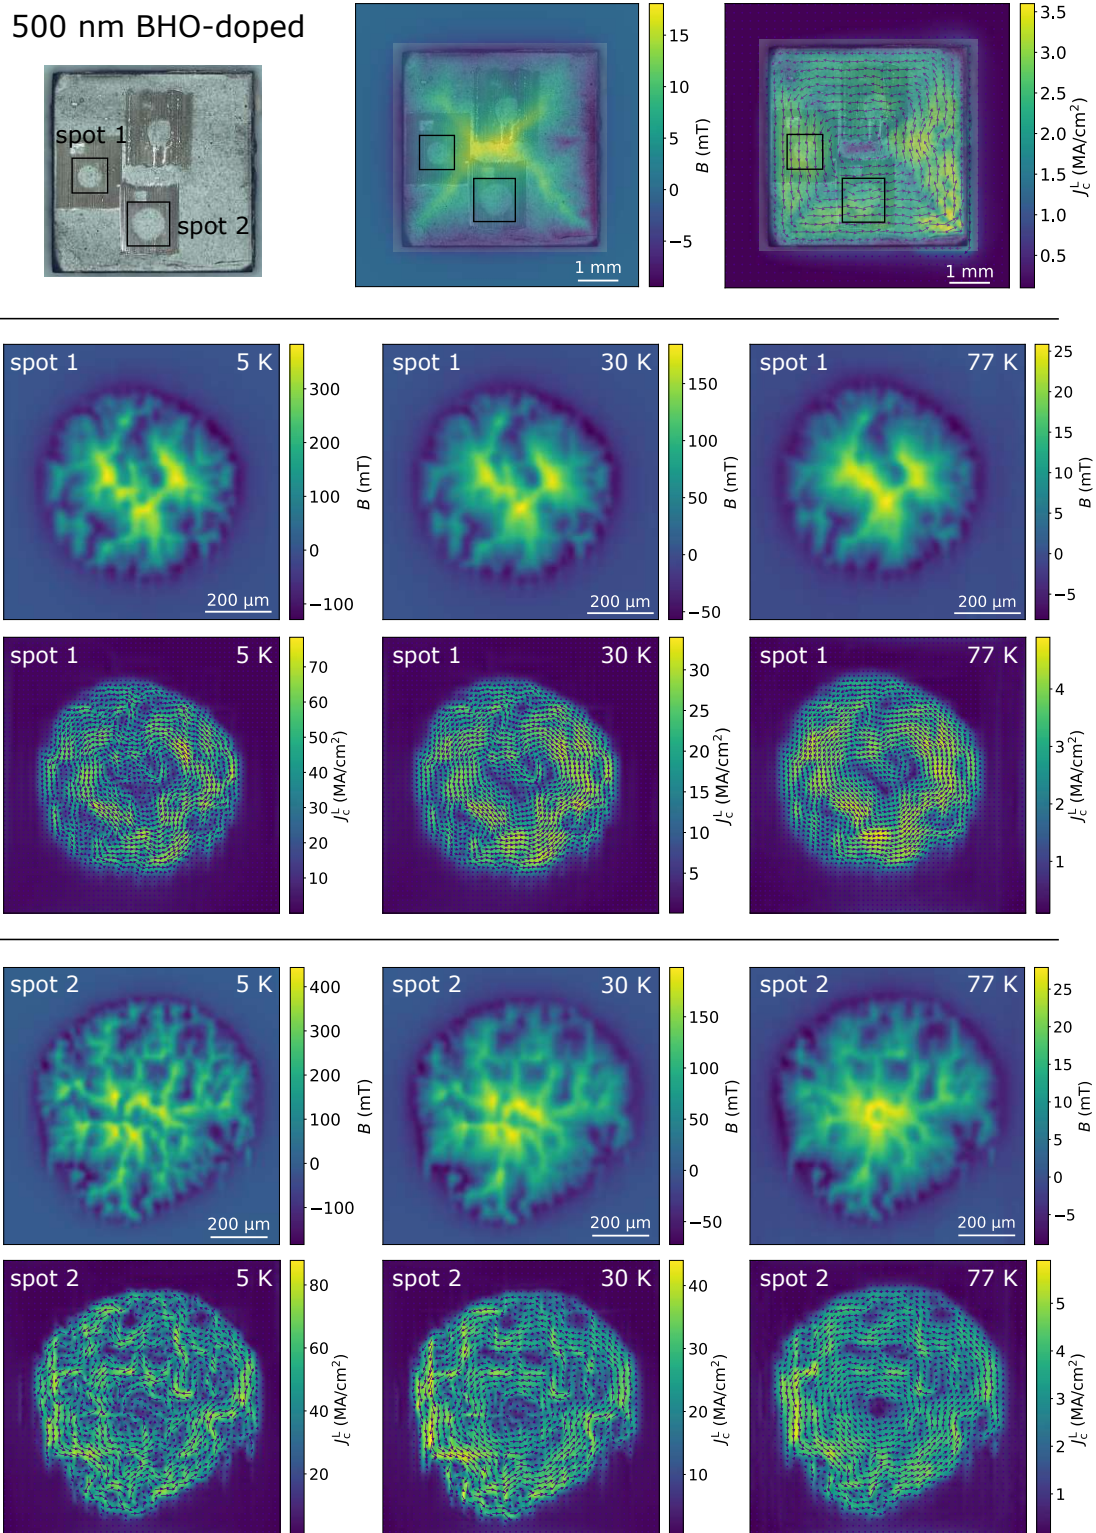 500 nm BHO-doped
spot 1
spot 2
15
10
5
0
−5
B (mT)
1 mm
3.5
3.0
2.5
2.0
1.5
1.0
0.5
J_c^L (MA/cm²)
1 mm
spot 1 5 K
300
200
100
0
−100
B (mT)
200 µm
spot 1 30 K
150
100
50
0
−50
B (mT)
200 µm
spot 1 77 K
25
20
15
10
5
0
−5
B (mT)
200 µm
spot 1 5 K
70
60
50
40
30
20
10
J_c^L (MA/cm²)
spot 1 30 K
30
25
20
15
10
5
J_c^L (MA/cm²)
spot 1 77 K
4
3
2
1
J_c^L (MA/cm²)
spot 2 5 K
400
300
200
100
0
−100
B (mT)
200 µm
spot 2 30 K
150
100
50
0
−50
B (mT)
200 µm
spot 2 77 K
25
20
15
10
5
0
−5
B (mT)
200 µm
spot 2 5 K
80
60
40
20
J_c^L (MA/cm²)
spot 2 30 K
40
30
20
10
J_c^L (MA/cm²)
spot 2 77 K
5
4
3
2
1
J_c^L (MA/cm²)